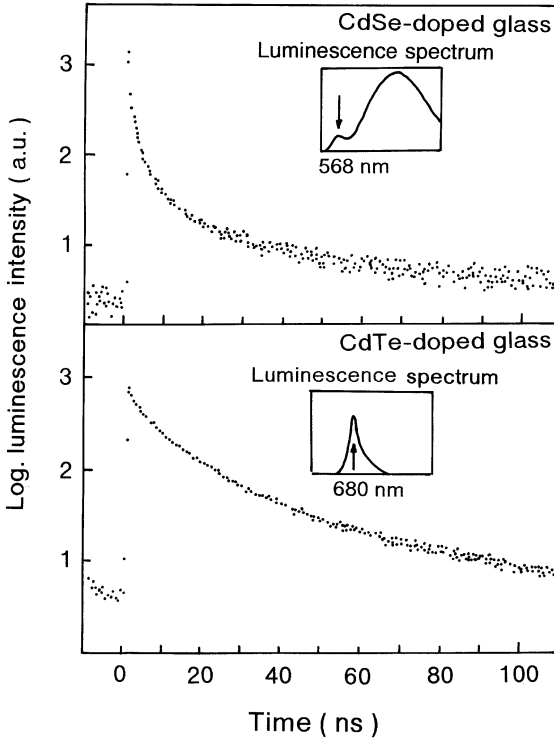 CdSe-doped glass
Luminescence spectrum
568 nm
3
2
1
CdTe-doped glass
Luminescence spectrum
680 nm
3
2
1
Log. luminescence intensity ( a.u. )
0 20 40 60 80 100
Time ( ns )